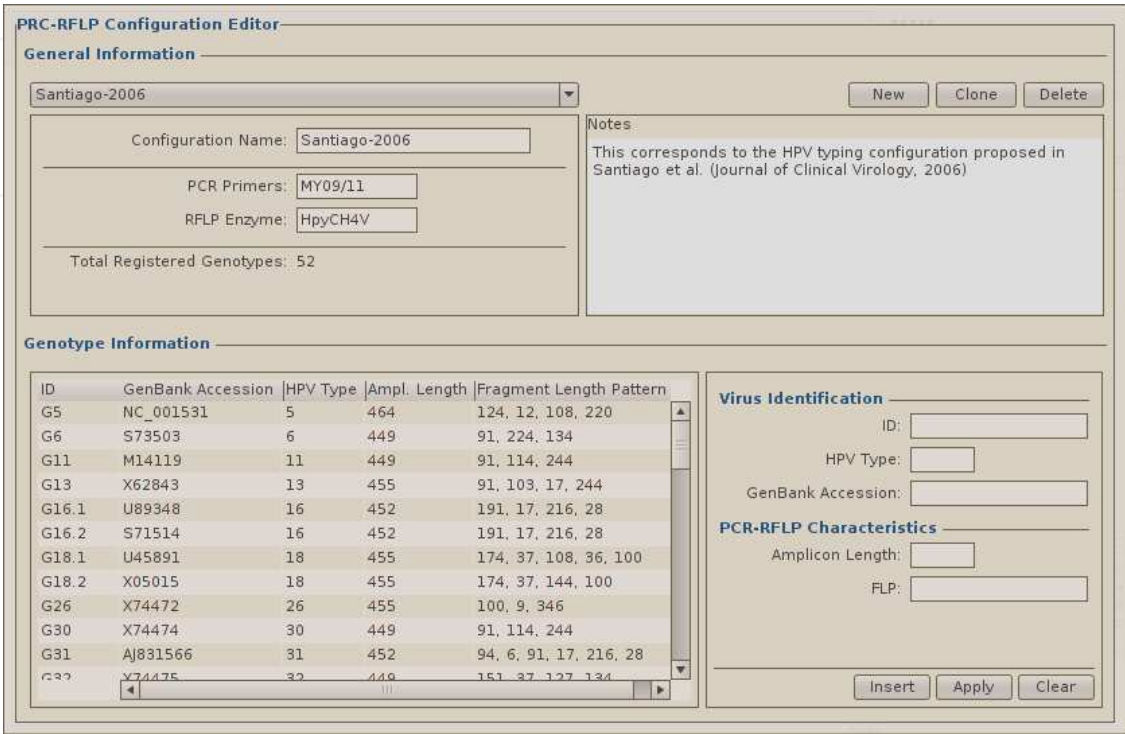 PRC-RFLP Configuration Editor
General Information
Santiago-2006
New Clone Delete
Configuration Name: Santiago-2006
PCR Primers: MY09/11
RFLP Enzyme: HpyCH4V
Total Registered Genotypes: 52
Notes
This corresponds to the HPV typing configuration proposed in
Santiago et al. (Journal of Clinical Virology, 2006)
Genotype Information
ID GenBank Accession HPV Type Ampl. Length Fragment Length Pattern
G5 NC_001531 5 464 124, 12, 108, 220
G6 S73503 6 449 91, 224, 134
G11 M14119 11 449 91, 114, 244
G13 X62843 13 455 91, 103, 17, 244
G16.1 U89348 16 452 191, 17, 216, 28
G16.2 S71514 16 452 191, 17, 216, 28
G18.1 U45891 18 455 174, 37, 108, 36, 100
G18.2 X05015 18 455 174, 37, 144, 100
G26 X74472 26 455 100, 9, 346
G30 X74474 30 449 91, 114, 244
G31 AJ831566 31 452 94, 6, 91, 17, 216, 28
G32 X74475 32 449 151, 37, 127, 134
Virus Identification
ID:
HPV Type:
GenBank Accession:
PCR-RFLP Characteristics
Amplicon Length:
FLP:
Insert Apply Clear